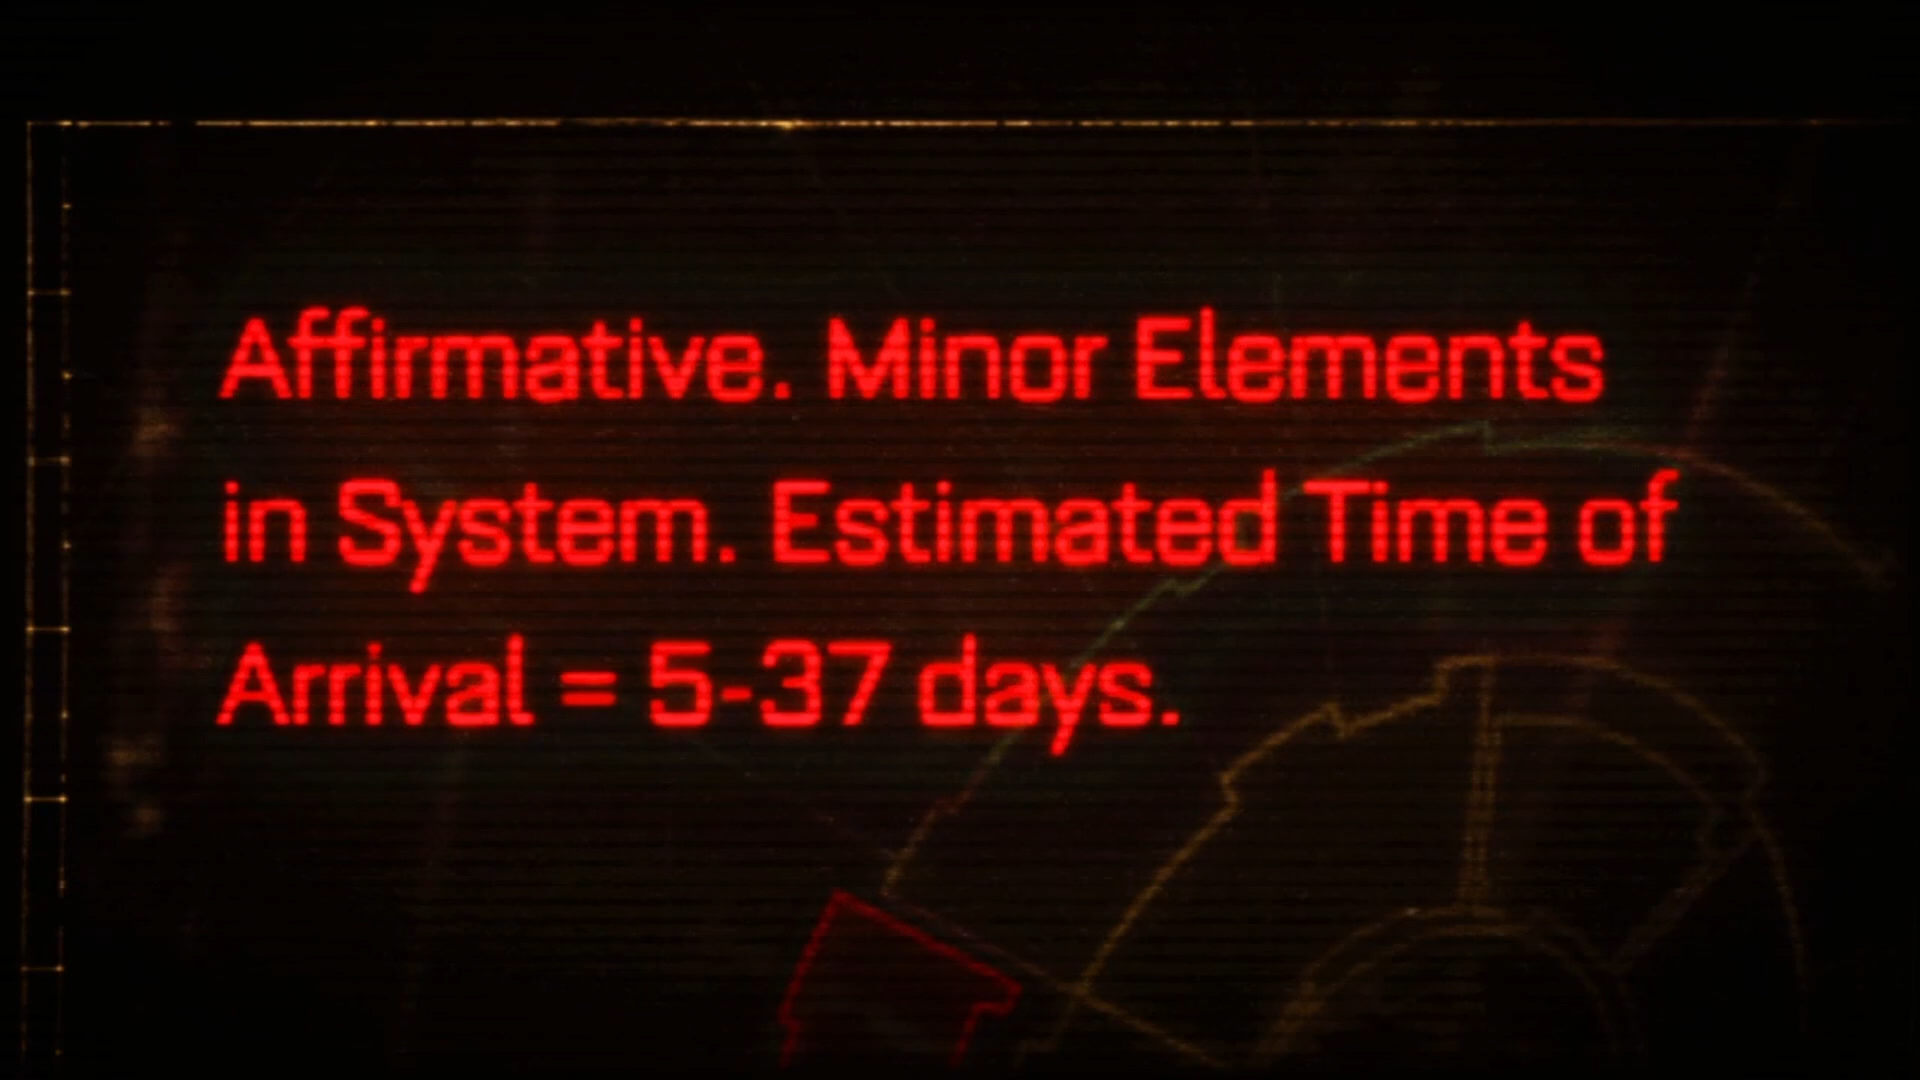 Affirmative. Minor Elements
in System. Estimated Time of
Arrival = 5-37 days.